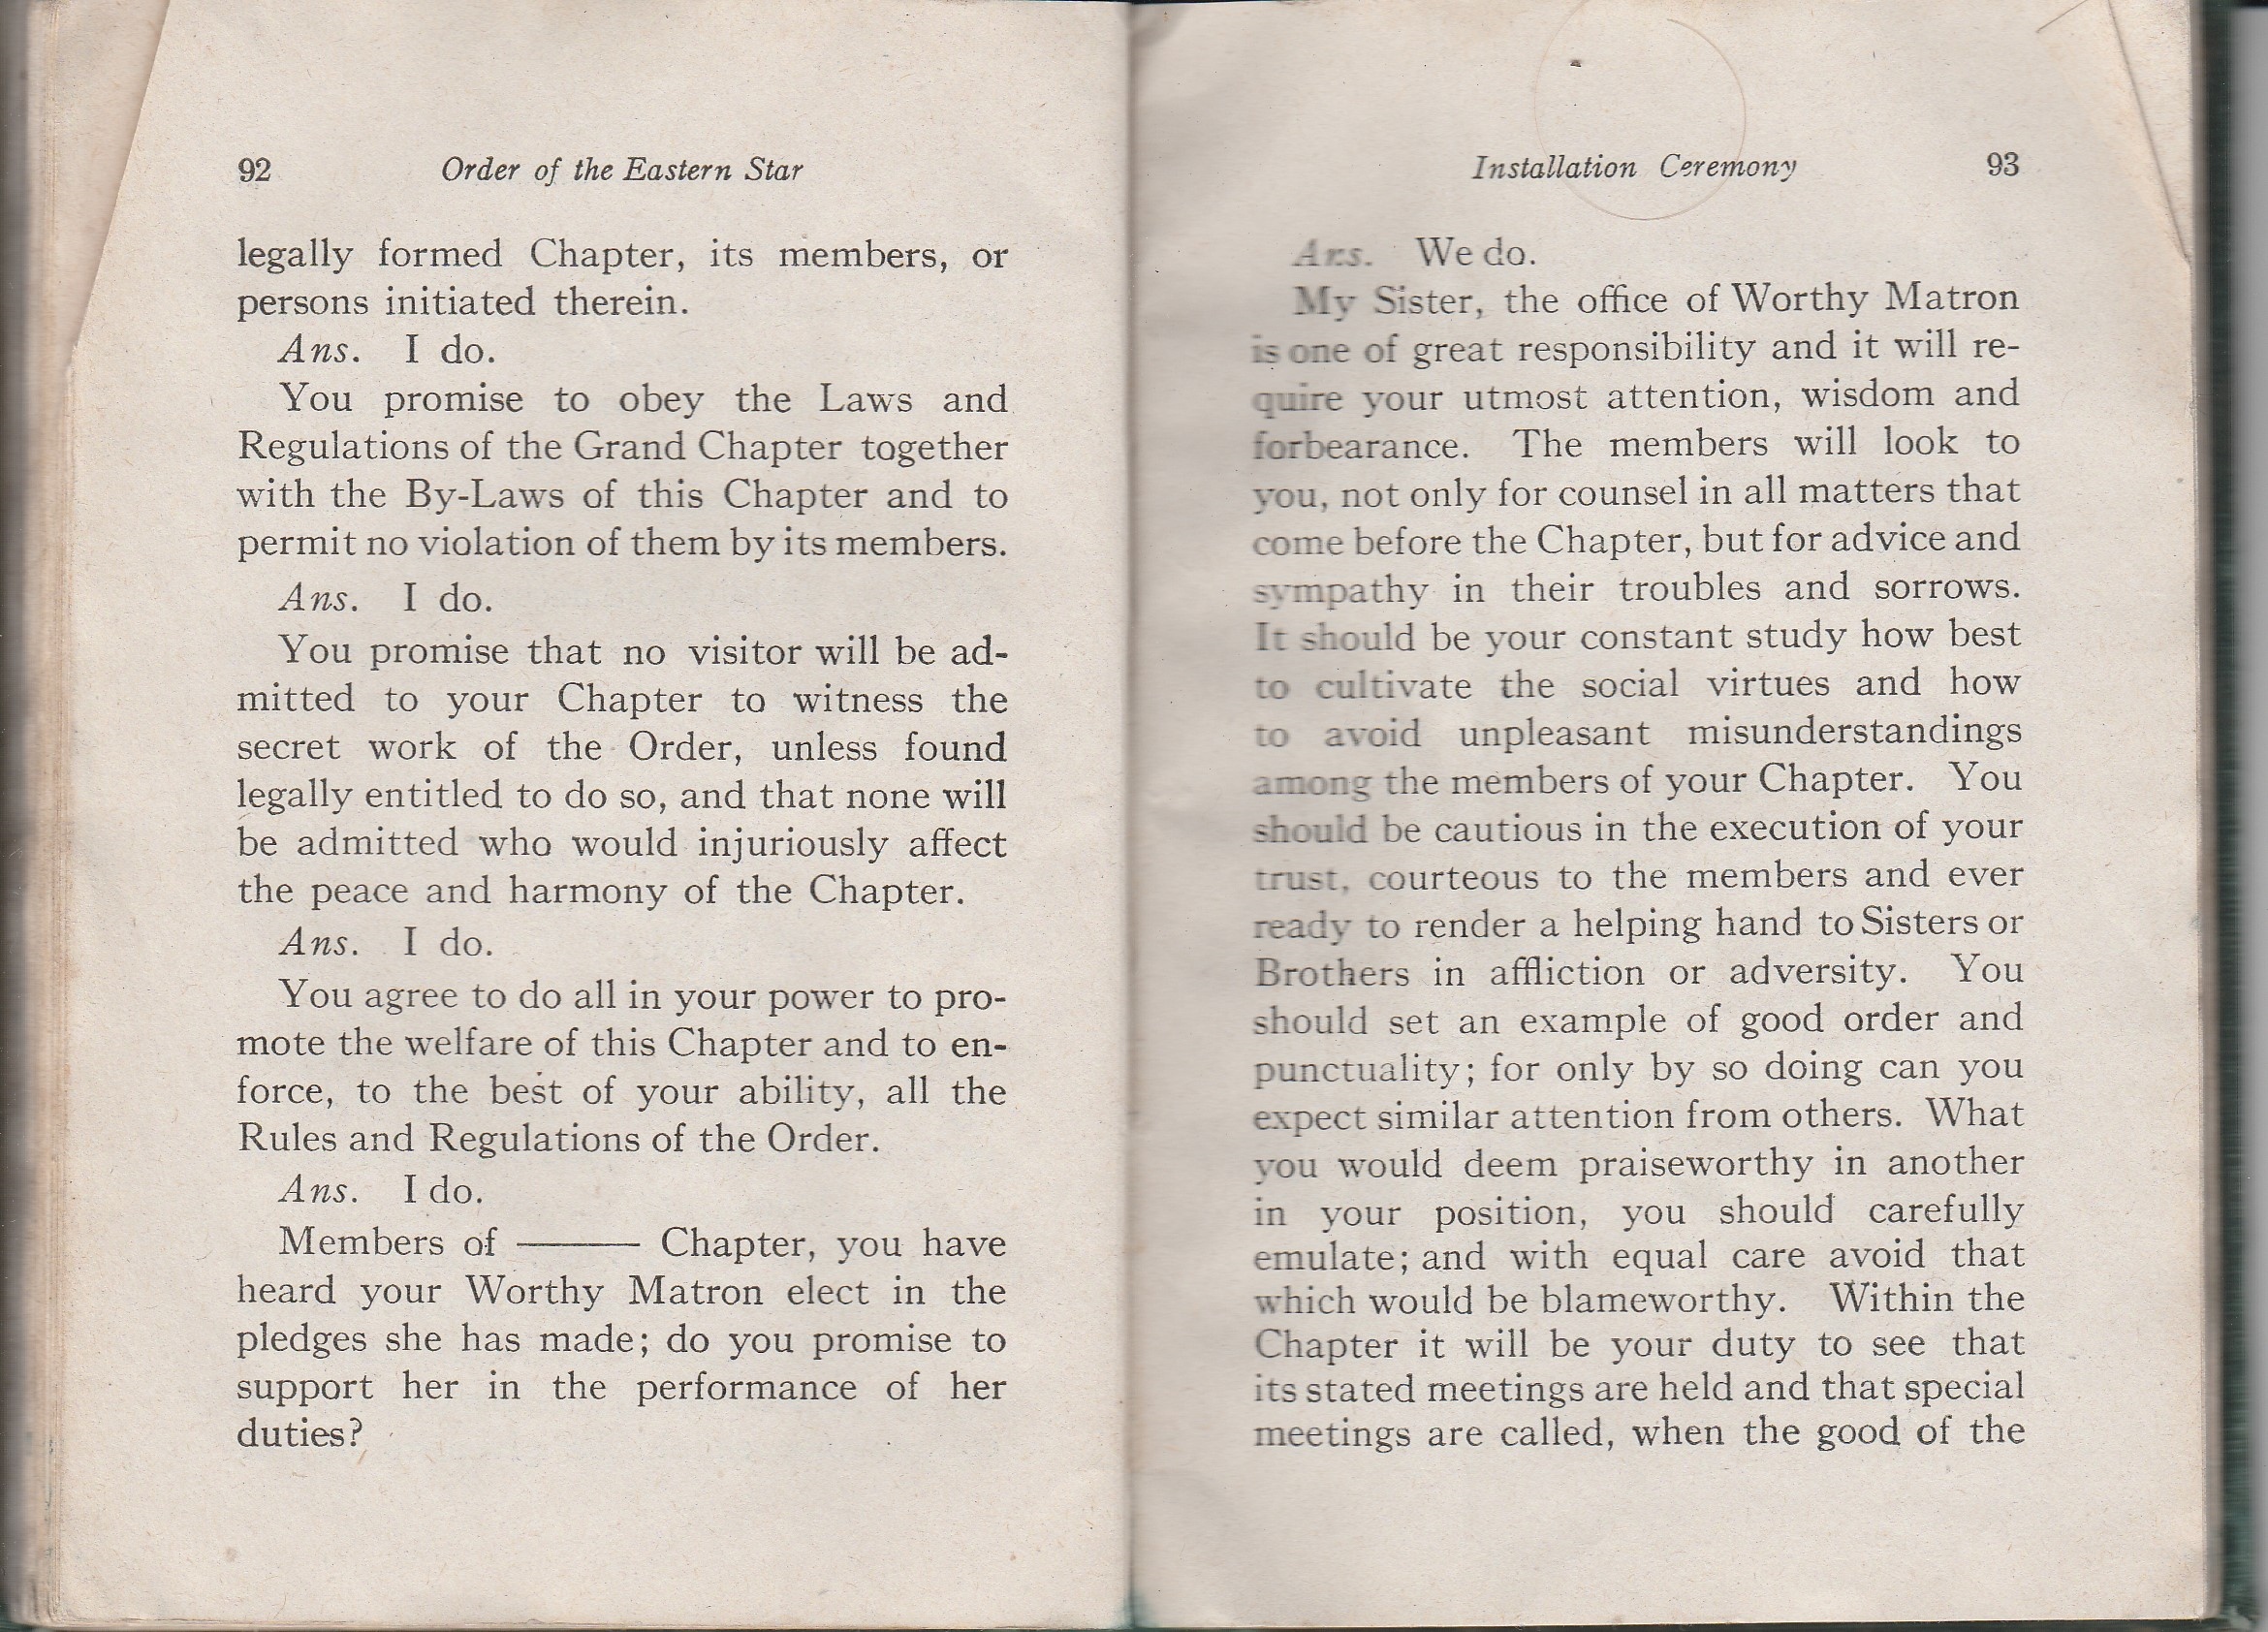 92 Order of the Eastern Star
legally formed Chapter, its members, or
persons initiated therein.
Ans. I do.
You promise to obey the Laws and
Regulations of the Grand Chapter together
with the By-Laws of this Chapter and to
permit no violation of them by its members.
Ans. I do.
You promise that no visitor will be ad-
mitted to your Chapter to witness the
secret work of the Order, unless found
legally entitled to do so, and that none will
be admitted who would injuriously affect
the peace and harmony of the Chapter.
Ans. I do.
You agree to do all in your power to pro-
mote the welfare of this Chapter and to en-
force, to the best of your ability, all the
Rules and Regulations of the Order.
Ans. I do.
Members of ——— Chapter, you have
heard your Worthy Matron elect in the
pledges she has made; do you promise to
support her in the performance of her
duties?
Installation Ceremony 93
Ans. We do.
My Sister, the office of Worthy Matron
is one of great responsibility and it will re-
quire your utmost attention, wisdom and
forbearance. The members will look to
you, not only for counsel in all matters that
come before the Chapter, but for advice and
sympathy in their troubles and sorrows.
It should be your constant study how best
to cultivate the social virtues and how
to avoid unpleasant misunderstandings
among the members of your Chapter. You
should be cautious in the execution of your
trust, courteous to the members and ever
ready to render a helping hand to Sisters or
Brothers in affliction or adversity. You
should set an example of good order and
punctuality; for only by so doing can you
expect similar attention from others. What
you would deem praiseworthy in another
in your position, you should carefully
emulate; and with equal care avoid that
which would be blameworthy. Within the
Chapter it will be your duty to see that
its stated meetings are held and that special
meetings are called, when the good of the